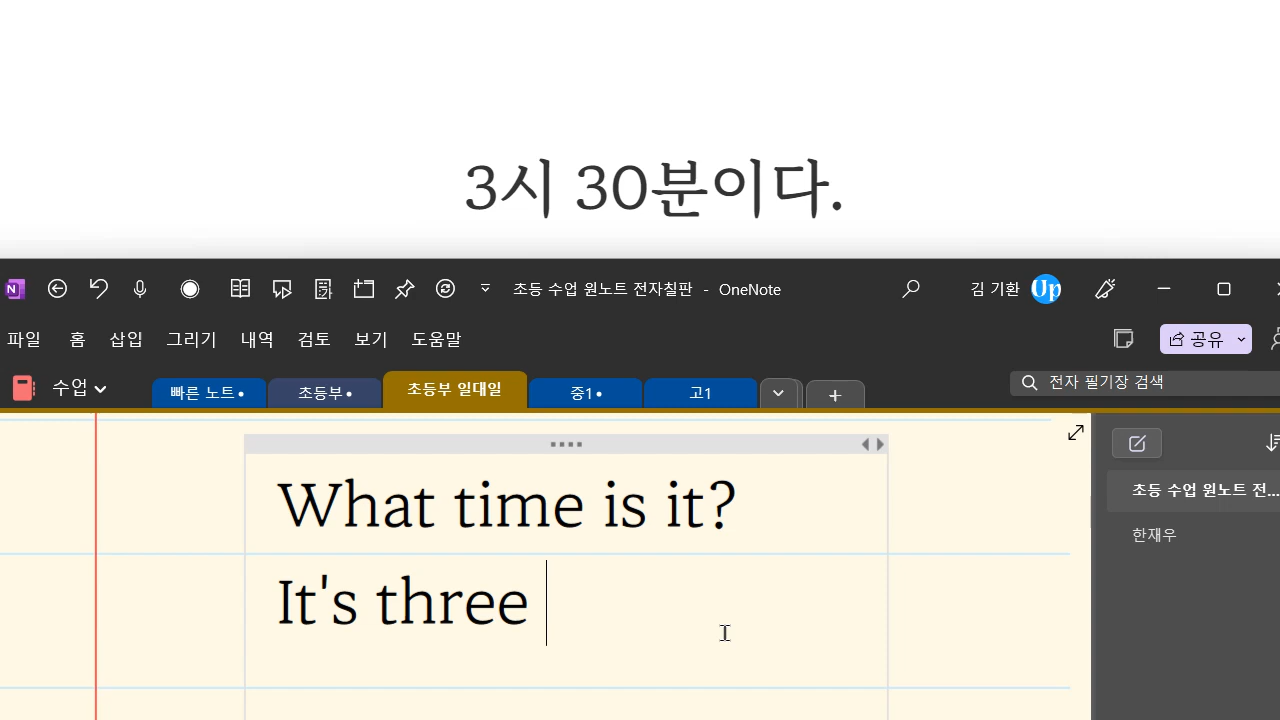 3시 30분이다.
초등 수업 원노트 전자칠판 - OneNote
김 기환
Up
파일 홈 삽입 그리기 내역 검토 보기 도움말
공유
수업
빠른 노트
초등부
초등부 일대일
중1
고1
전자 필기장 검색
What time is it?
초등 수업 원노트 전...
It's three
한재우